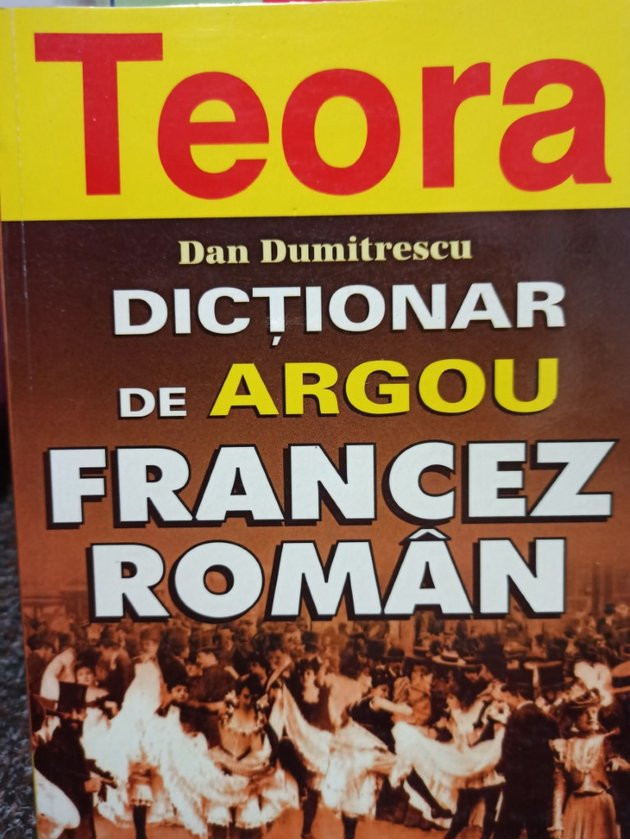 Teora
Dan Dumitrescu
DICȚIONAR
DE ARGOU
FRANCEZ
ROMÂN